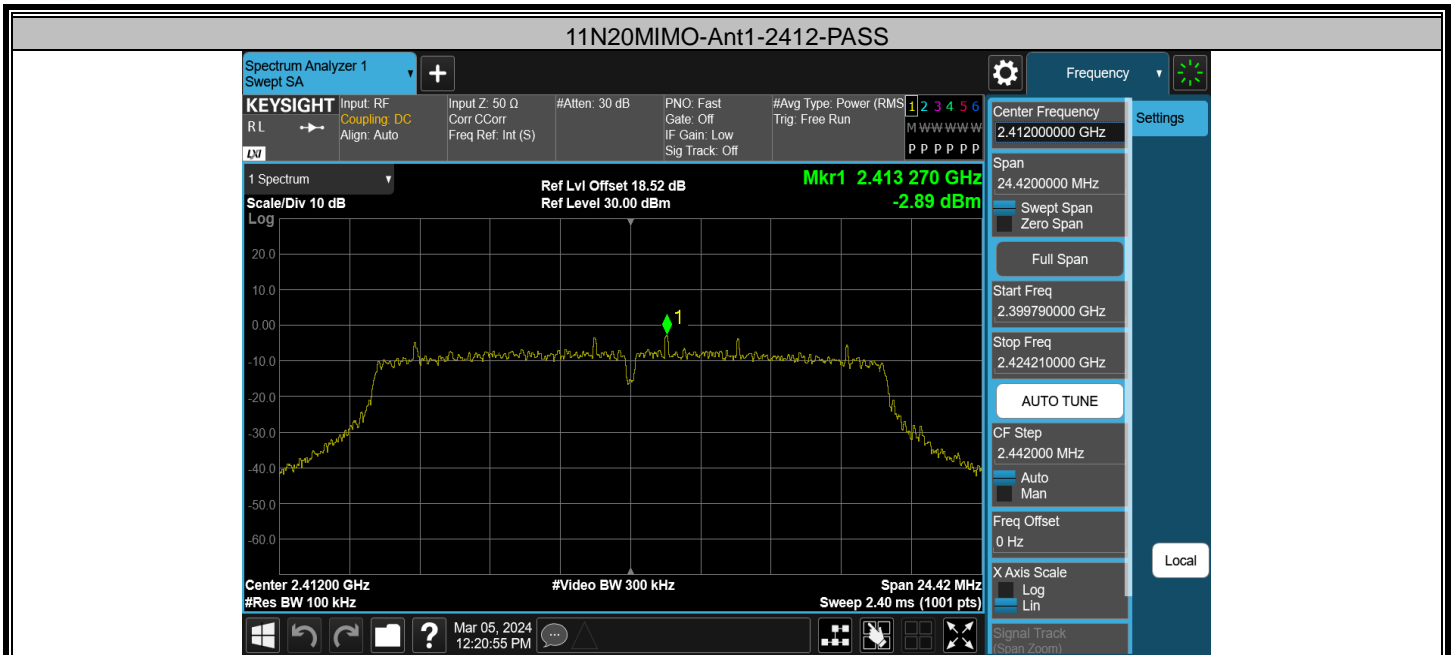 11N20MIMO-Ant1-2412-PASS
Spectrum Analyzer 1
Swept SA
+
Frequency
KEYSIGHT
RL
LXI
Input: RF
Coupling: DC
Align: Auto
Input Z: 50 Ω
Corr CCorr
Freq Ref: Int (S)
#Atten: 30 dB
PNO: Fast
Gate: Off
IF Gain: Low
Sig Track: Off
#Avg Type: Power (RMS
Trig: Free Run
1 2 3 4 5 6
M W W W W W
P P P P P P
1 Spectrum
Scale/Div 10 dB
Log
Ref Lvl Offset 18.52 dB
Ref Level 30.00 dBm
Mkr1 2.413 270 GHz
-2.89 dBm
1
20.0
10.0
0.00
-10.0
-20.0
-30.0
-40.0
-50.0
-60.0
Center 2.41200 GHz
#Res BW 100 kHz
#Video BW 300 kHz
Span 24.42 MHz
Sweep 2.40 ms (1001 pts)
Center Frequency
2.412000000 GHz
Span
24.4200000 MHz
Swept Span
Zero Span
Full Span
Start Freq
2.399790000 GHz
Stop Freq
2.424210000 GHz
AUTO TUNE
CF Step
2.442000 MHz
Auto
Man
Freq Offset
0 Hz
X Axis Scale
Log
Lin
Signal Track
(Span Zoom)
Settings
Local
?
Mar 05, 2024
12:20:55 PM